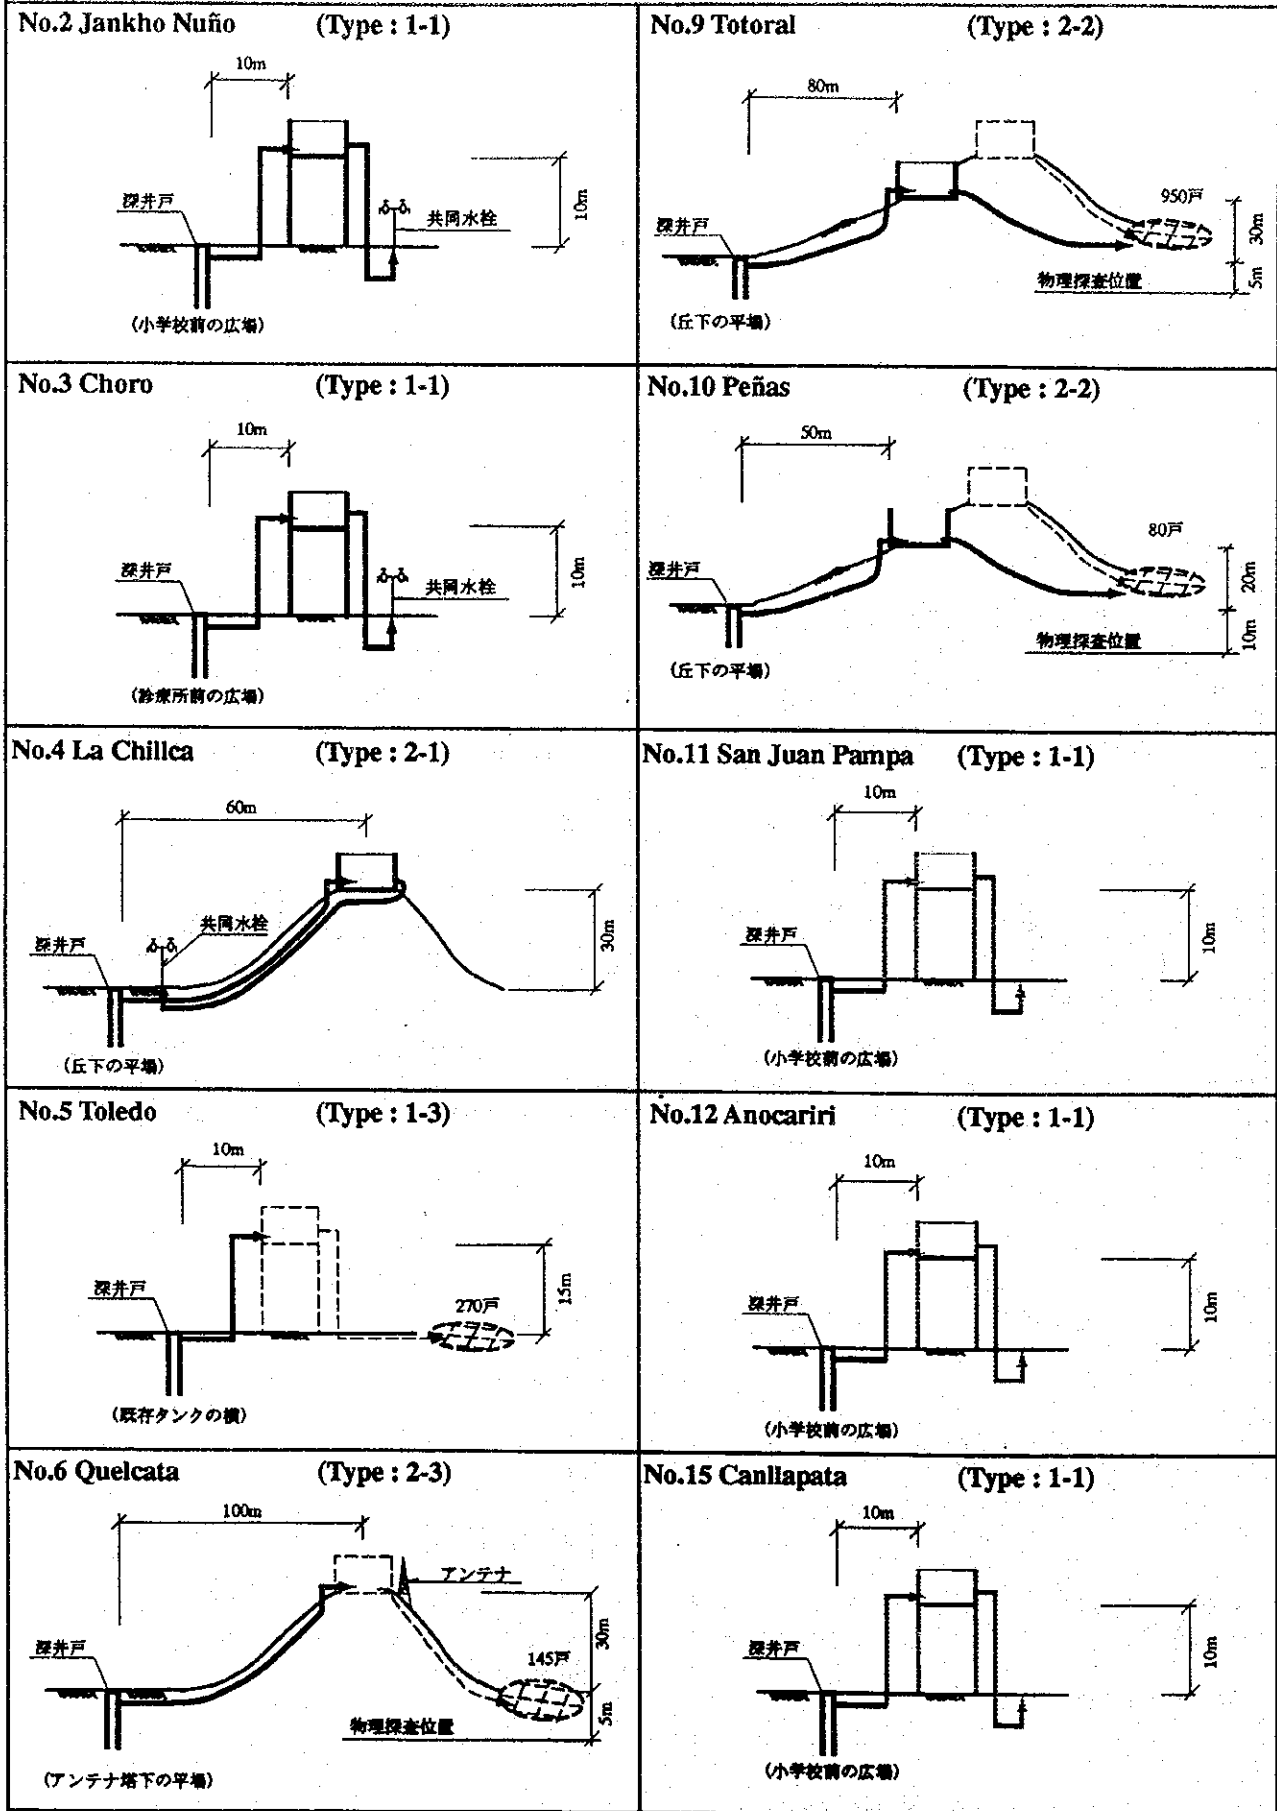 No.2 Jankho Nuño (Type : 1-1)
10m
深井戸
共同水栓
10m
(小学校前の広場)
No.3 Choro (Type : 1-1)
10m
深井戸
共同水栓
10m
(診療所前の広場)
No.4 La Chillca (Type : 2-1)
60m
共同水栓
深井戸
30m
(丘下の平場)
No.5 Toledo (Type : 1-3)
10m
深井戸
270戸
15m
(既存タンクの横)
No.6 Quelcata (Type : 2-3)
100m
アンテナ
深井戸
145戸
30m
5m
物理探査位置
(アンテナ塔下の平場)
No.9 Totoral (Type : 2-2)
80m
950戸
深井戸
30m
5m
物理探査位置
(丘下の平場)
No.10 Peñas (Type : 2-2)
50m
80戸
深井戸
20m
10m
物理探査位置
(丘下の平場)
No.11 San Juan Pampa (Type : 1-1)
10m
深井戸
10m
(小学校前の広場)
No.12 Anocariri (Type : 1-1)
10m
深井戸
10m
(小学校前の広場)
No.15 Canllapata (Type : 1-1)
10m
深井戸
10m
(小学校前の広場)